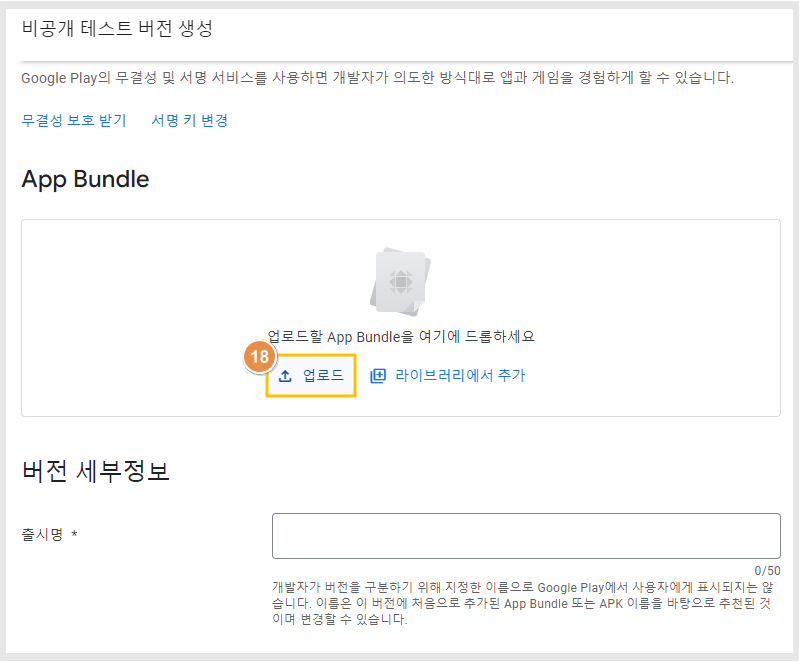 비공개 테스트 버전 생성
Google Play의 무결성 및 서명 서비스를 사용하면 개발자가 의도한 방식대로 앱과 게임을 경험하게 할 수 있습니다.
무결성 보호 받기 서명 키 변경
App Bundle
업로드할 App Bundle을 여기에 드롭하세요
18
업로드 라이브러리에서 추가
버전 세부정보
출시명 *
0/50
개발자가 버전을 구분하기 위해 지정한 이름으로 Google Play에서 사용자에게 표시되지는 않
습니다. 이름은 이 버전에 처음으로 추가된 App Bundle 또는 APK 이름을 바탕으로 추천된 것
이며 변경할 수 있습니다.